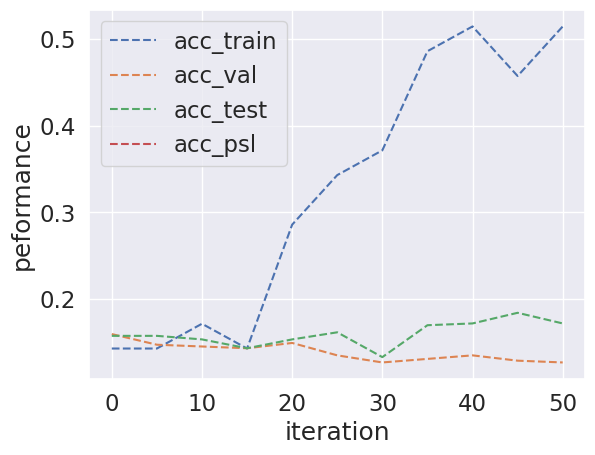 acc_train
acc_val
acc_test
acc_psl
0.5
0.4
0.3
0.2
peformance
0 10 20 30 40 50
iteration